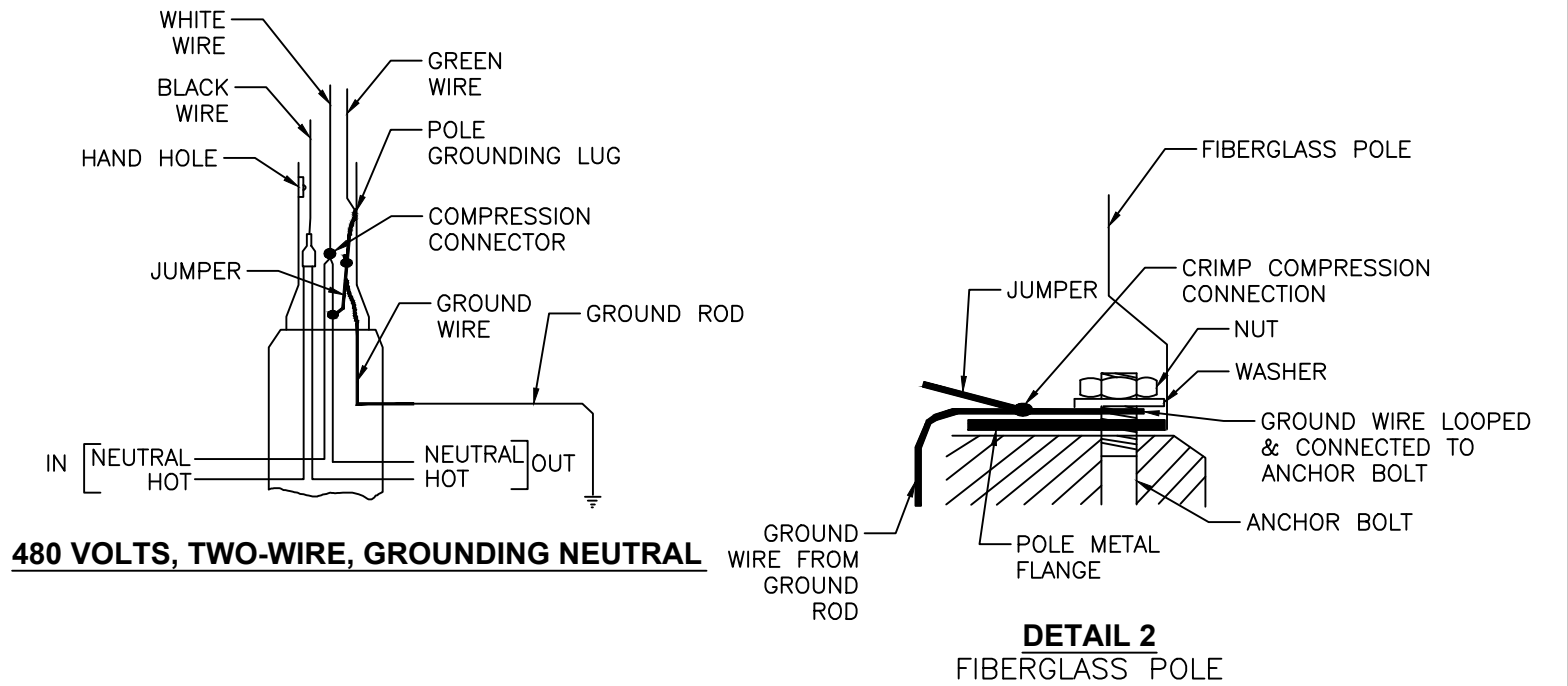 WHITE
WIRE
BLACK
WIRE
HAND HOLE
GREEN
WIRE
POLE
GROUNDING LUG
COMPRESSION
CONNECTOR
JUMPER
GROUND
WIRE
GROUND ROD
IN
NEUTRAL
HOT
NEUTRAL
HOT
OUT
480 VOLTS, TWO-WIRE, GROUNDING NEUTRAL
FIBERGLASS POLE
JUMPER
CRIMP COMPRESSION
CONNECTION
NUT
WASHER
GROUND WIRE LOOPED
& CONNECTED TO
ANCHOR BOLT
ANCHOR BOLT
GROUND
WIRE FROM
GROUND
ROD
POLE METAL
FLANGE
DETAIL 2
FIBERGLASS POLE